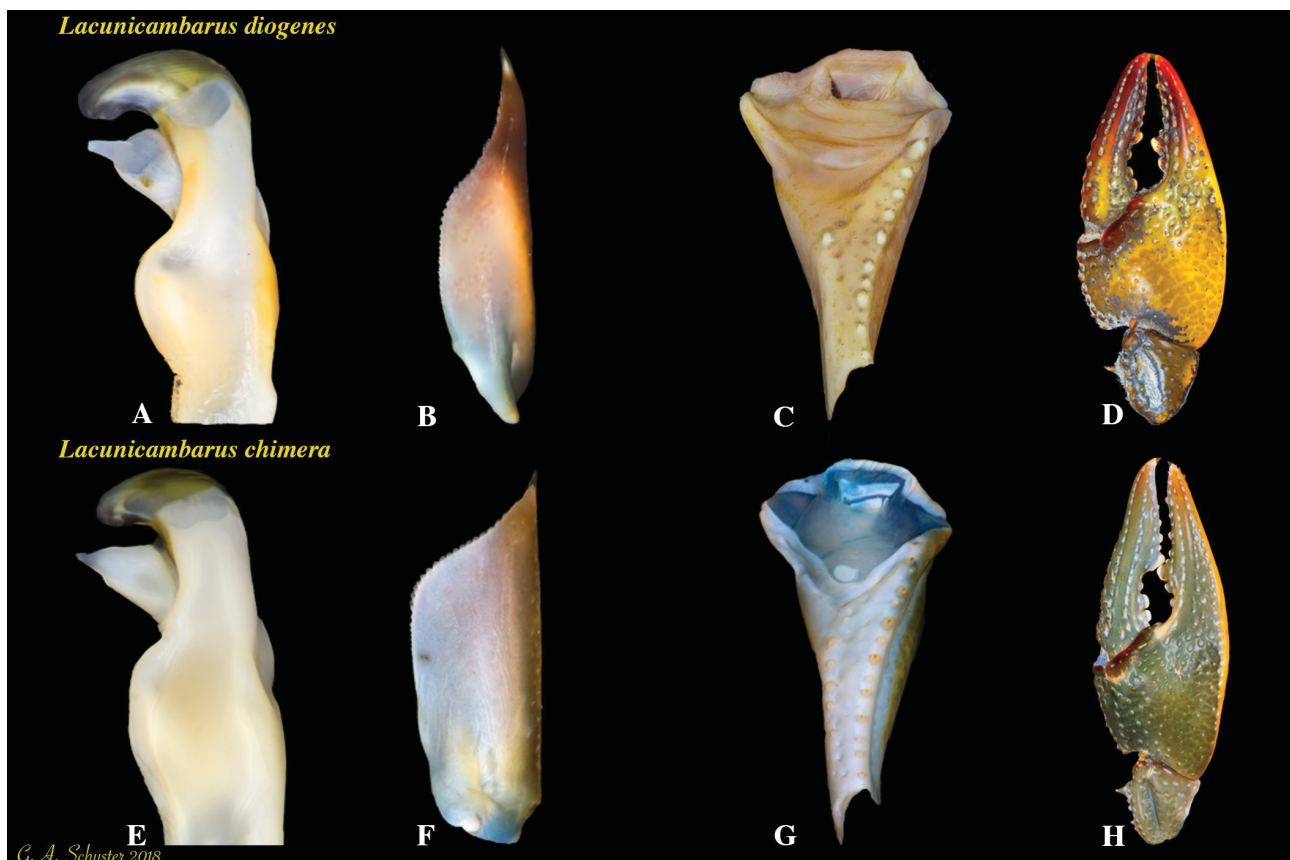 Lacunicambarus diogenes
A B C D
Lacunicambarus chimera
E F G H
G. A. Schuster 2018